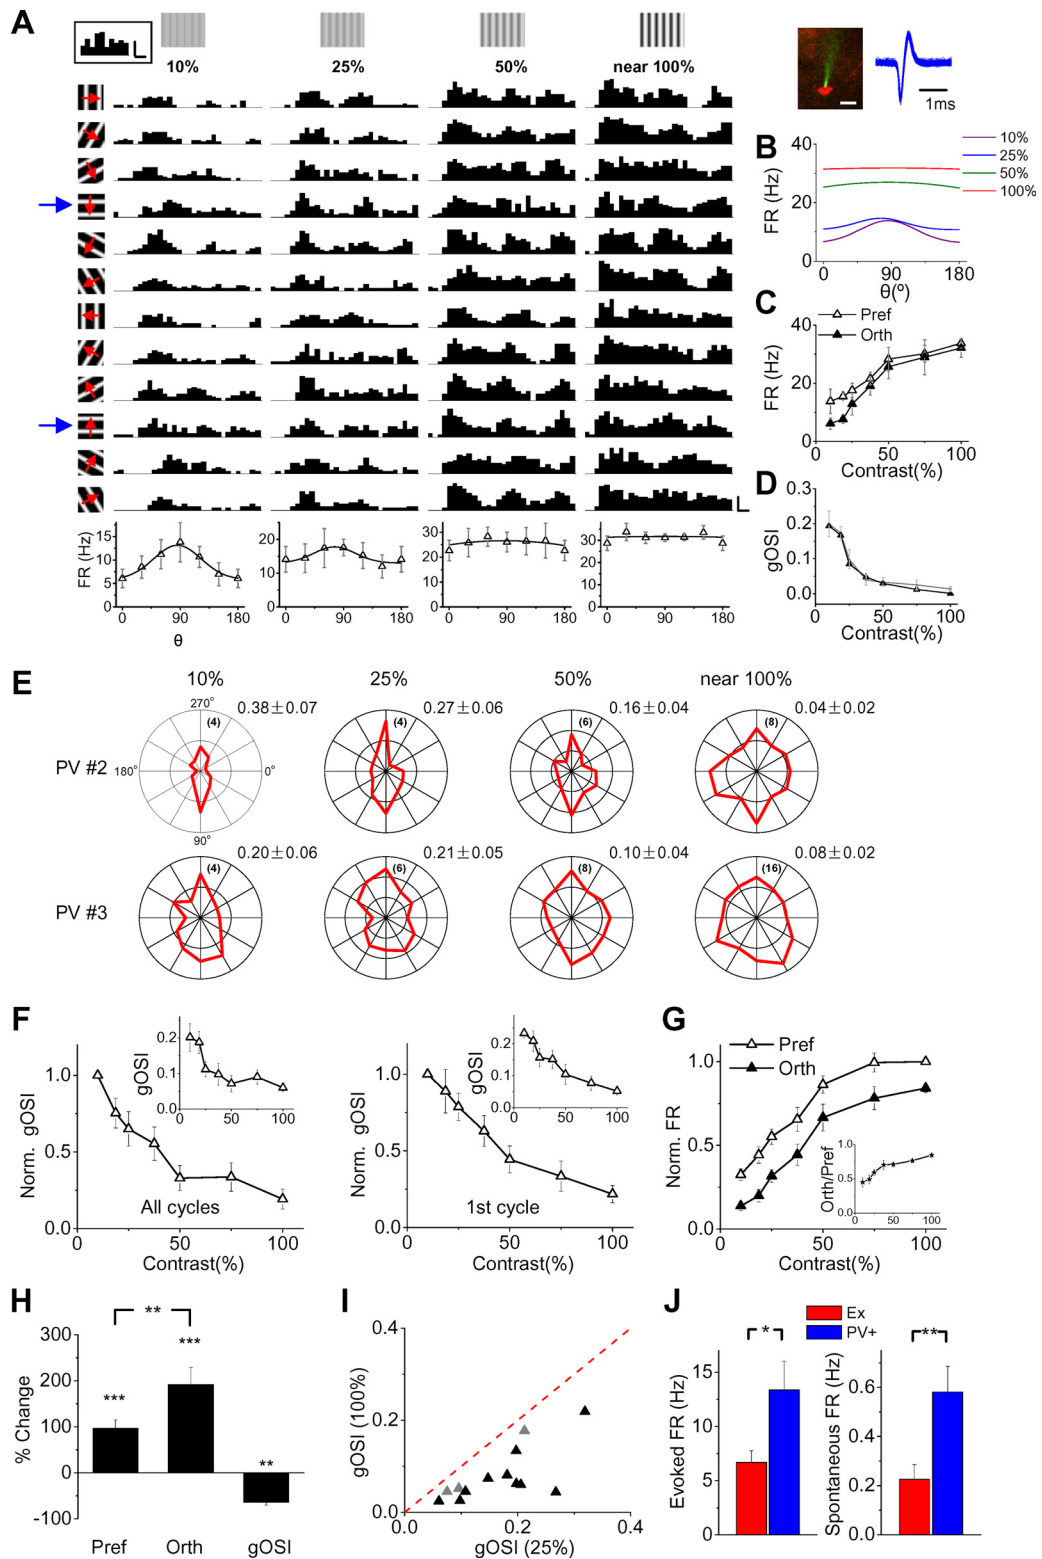 A
10%
25%
50%
near 100%
1ms
B
FR (Hz)
40
20
0
0
90
180
θ(º)
10%
25%
50%
100%
C
Pref
Orth
FR (Hz)
40
20
0
0
50
100
Contrast(%)
D
gOSI
0.3
0.2
0.1
0.0
0
50
100
Contrast(%)
FR (Hz)
15
10
5
0
0
90
180
θ
20
10
0
0
90
180
30
20
10
0
0
90
180
30
20
10
0
0
90
180
E
10%
25%
50%
near 100%
PV #2
270°
180°
0°
90°
(4)
0.38±0.07
(4)
0.27±0.06
(6)
0.16±0.04
(8)
0.04±0.02
PV #3
(4)
0.20±0.06
(6)
0.21±0.05
(8)
0.10±0.04
(16)
0.08±0.02
F
Norm. gOSI
1.0
0.5
0.0
0
50
100
Contrast(%)
All cycles
gOSI
0.2
0.0
0
50
100
Norm. gOSI
1.0
0.5
0.0
0
50
100
Contrast(%)
1st cycle
gOSI
0.2
0.0
0
50
100
G
Pref
Orth
Norm. FR
1.0
0.5
0.0
0
50
100
Contrast(%)
Orth/Pref
1.0
0.5
0.0
0
50
100
H
% Change
300
200
100
0
-100
**
***
***
**
Pref
Orth
gOSI
I
gOSI (100%)
0.4
0.2
0.0
0.0
0.2
0.4
gOSI (25%)
J
Ex
PV+
Evoked FR (Hz)
15
10
5
0
*
Spontaneous FR (Hz)
0.6
0.4
0.2
0.0
**